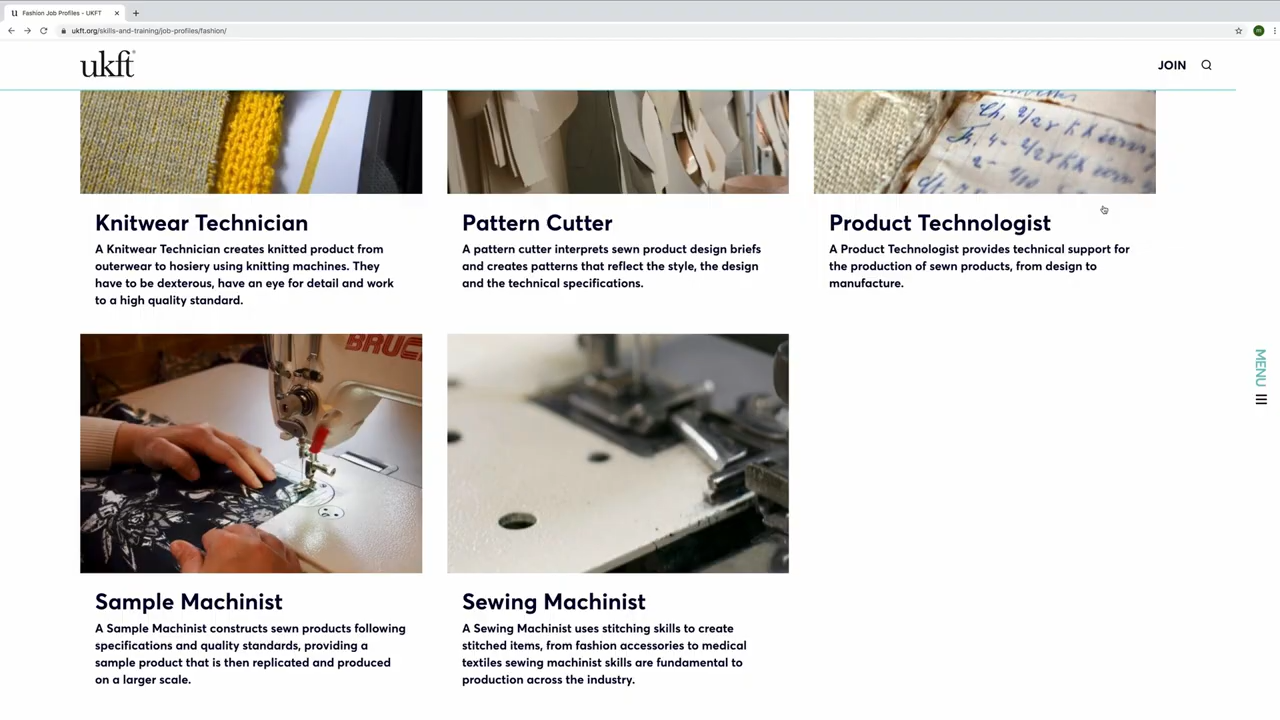 Fashion Job Profiles - UKFT
ukft.org/skills-and-training/job-profiles/fashion/
m
ukft
JOIN
Knitwear Technician
A Knitwear Technician creates knitted product from
outerwear to hosiery using knitting machines. They
have to be dexterous, have an eye for detail and work
to a high quality standard.
Pattern Cutter
A pattern cutter interprets sewn product design briefs
and creates patterns that reflect the style, the design
and the technical specifications.
Product Technologist
A Product Technologist provides technical support for
the production of sewn products, from design to
manufacture.
MENU
Sample Machinist
A Sample Machinist constructs sewn products following
specifications and quality standards, providing a
sample product that is then replicated and produced
on a larger scale.
Sewing Machinist
A Sewing Machinist uses stitching skills to create
stitched items, from fashion accessories to medical
textiles sewing machinist skills are fundamental to
production across the industry.